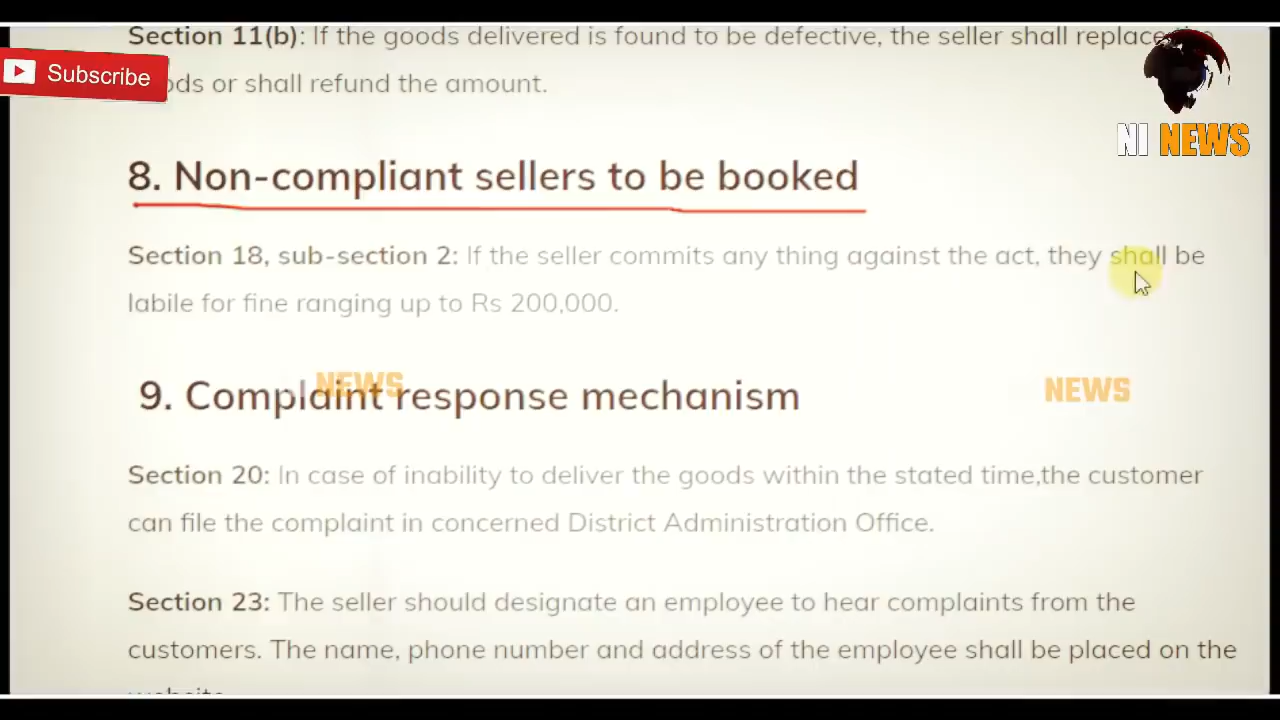 Section 11(b): If the goods delivered is found to be defective, the seller shall replace
Subscribe
ods or shall refund the amount.
NI NEWS
8. Non-compliant sellers to be booked
Section 18, sub-section 2: If the seller commits any thing against the act, they shall be
labile for fine ranging up to Rs 200,000.
NEWS
9. Complaint response mechanism
NEWS
Section 20: In case of inability to deliver the goods within the stated time,the customer
can file the complaint in concerned District Administration Office.
Section 23: The seller should designate an employee to hear complaints from the
customers. The name, phone number and address of the employee shall be placed on the